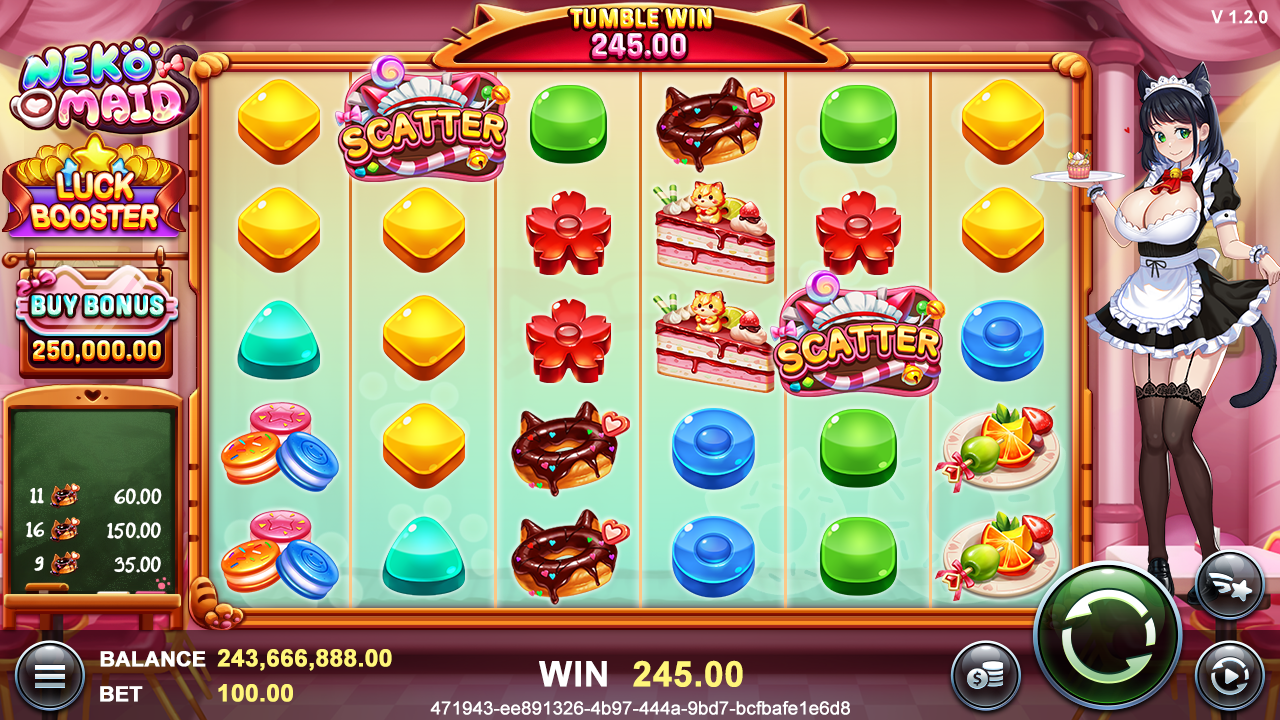 TUMBLE WIN
245.00
V 1.2.0
NEKO
MAID
LUCK
BOOSTER
BUY BONUS
250,000.00
SCATTER
SCATTER
11 60.00
16 150.00
9 35.00
BALANCE 243,666,888.00
BET 100.00
WIN 245.00
471943-ee891326-4b97-444a-9bd7-bcfbafe1e6d8